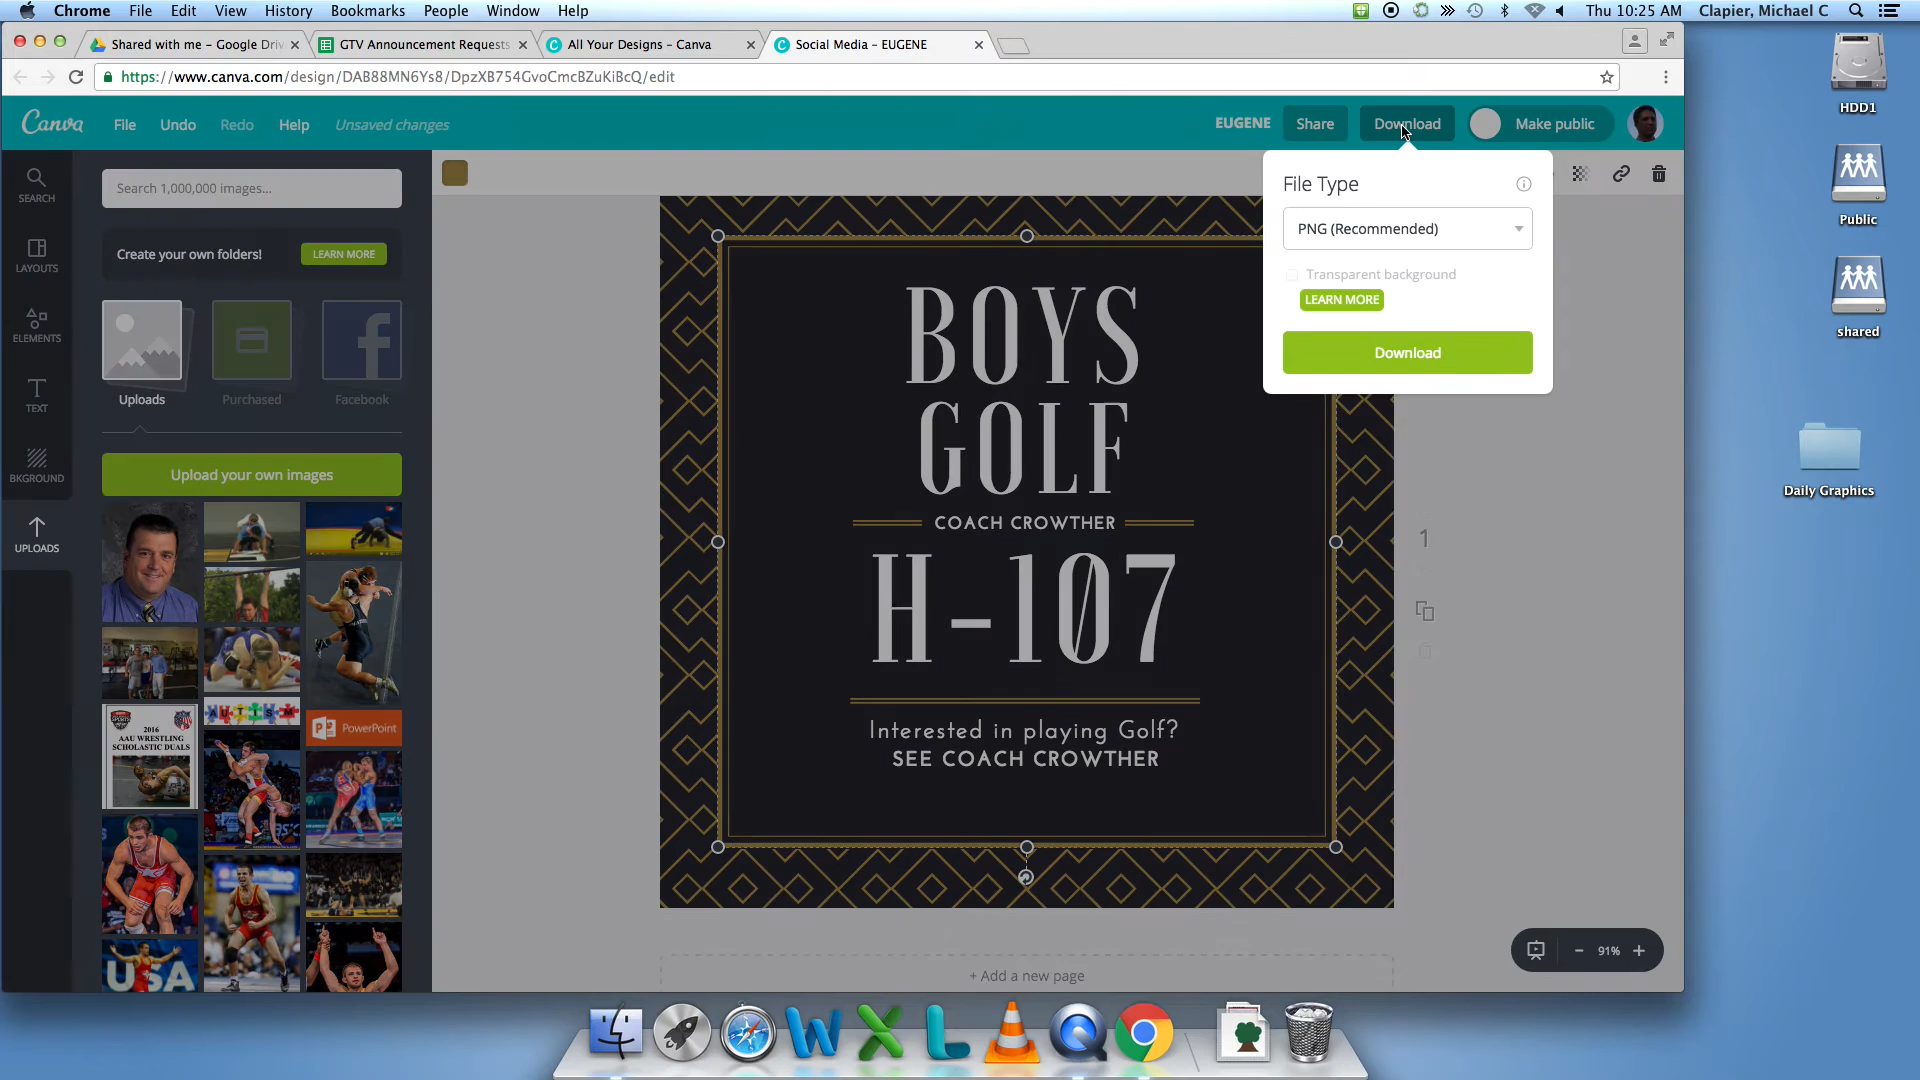 Chrome File Edit View History Bookmarks People Window Help
Thu 10:25 AM Clapier, Michael C
Shared with me – Google Driv
GTV Announcement Requests
All Your Designs – Canva
Social Media – EUGENE
https://www.canva.com/design/DAB88MN6Ys8/DpzXB754GvoCmcBZuKiBcQ/edit
Canva File Undo Redo Help Unsaved changes
EUGENE Share Download Make public
SEARCH
LAYOUTS
ELEMENTS
TEXT
BKGROUND
UPLOADS
Search 1,000,000 images...
Create your own folders! LEARN MORE
Uploads Purchased Facebook
Upload your own images
AUTISM
PowerPoint
2016
AAU WRESTLING
SCHOLASTIC DUALS
USA
File Type
PNG (Recommended)
Transparent background
LEARN MORE
Download
BOYS
GOLF
COACH CROWTHER
H-107
Interested in playing Golf?
SEE COACH CROWTHER
1
+ Add a new page
91%
HDD1
Public
shared
Daily Graphics